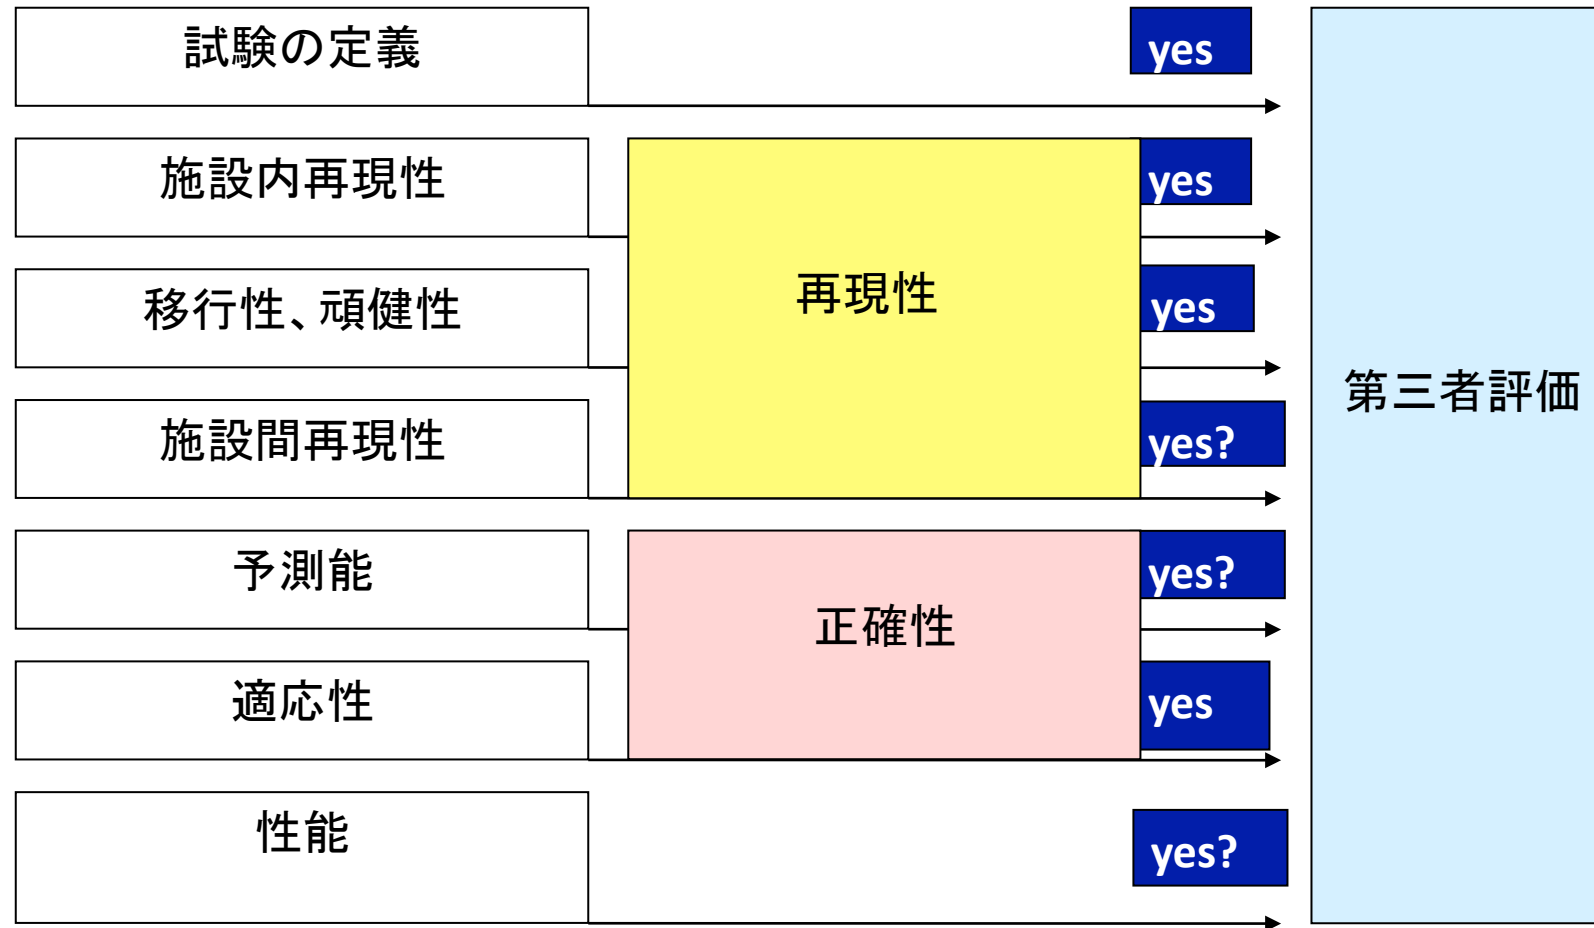 試験の定義
yes
施設内再現性
yes
移行性、頑健性
再現性
yes
施設間再現性
yes?
第三者評価
予測能
yes?
正確性
適応性
yes
性能
yes?